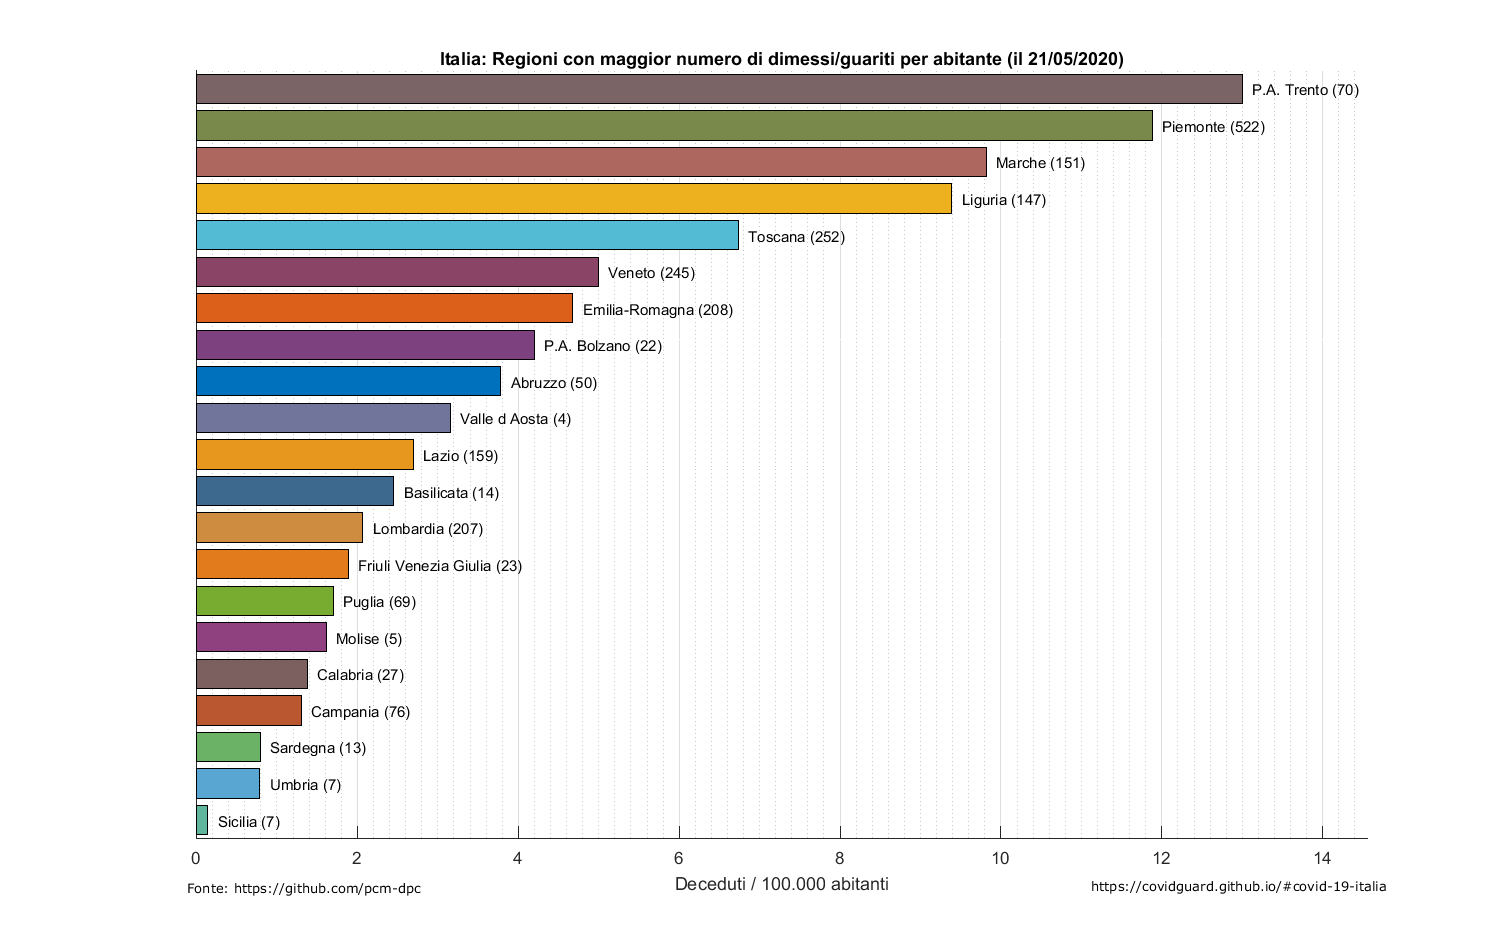 Italia: Regioni con maggior numero di dimessi/guariti per abitante (il 21/05/2020)
P.A. Trento (70)
Piemonte (522)
Marche (151)
Liguria (147)
Toscana (252)
Veneto (245)
Emilia-Romagna (208)
P.A. Bolzano (22)
Abruzzo (50)
Valle d Aosta (4)
Lazio (159)
Basilicata (14)
Lombardia (207)
Friuli Venezia Giulia (23)
Puglia (69)
Molise (5)
Calabria (27)
Campania (76)
Sardegna (13)
Umbria (7)
Sicilia (7)
0 2 4 6 8 10 12 14
Deceduti / 100.000 abitanti
Fonte: https://github.com/pcm-dpc
https://covidguard.github.io/#covid-19-italia